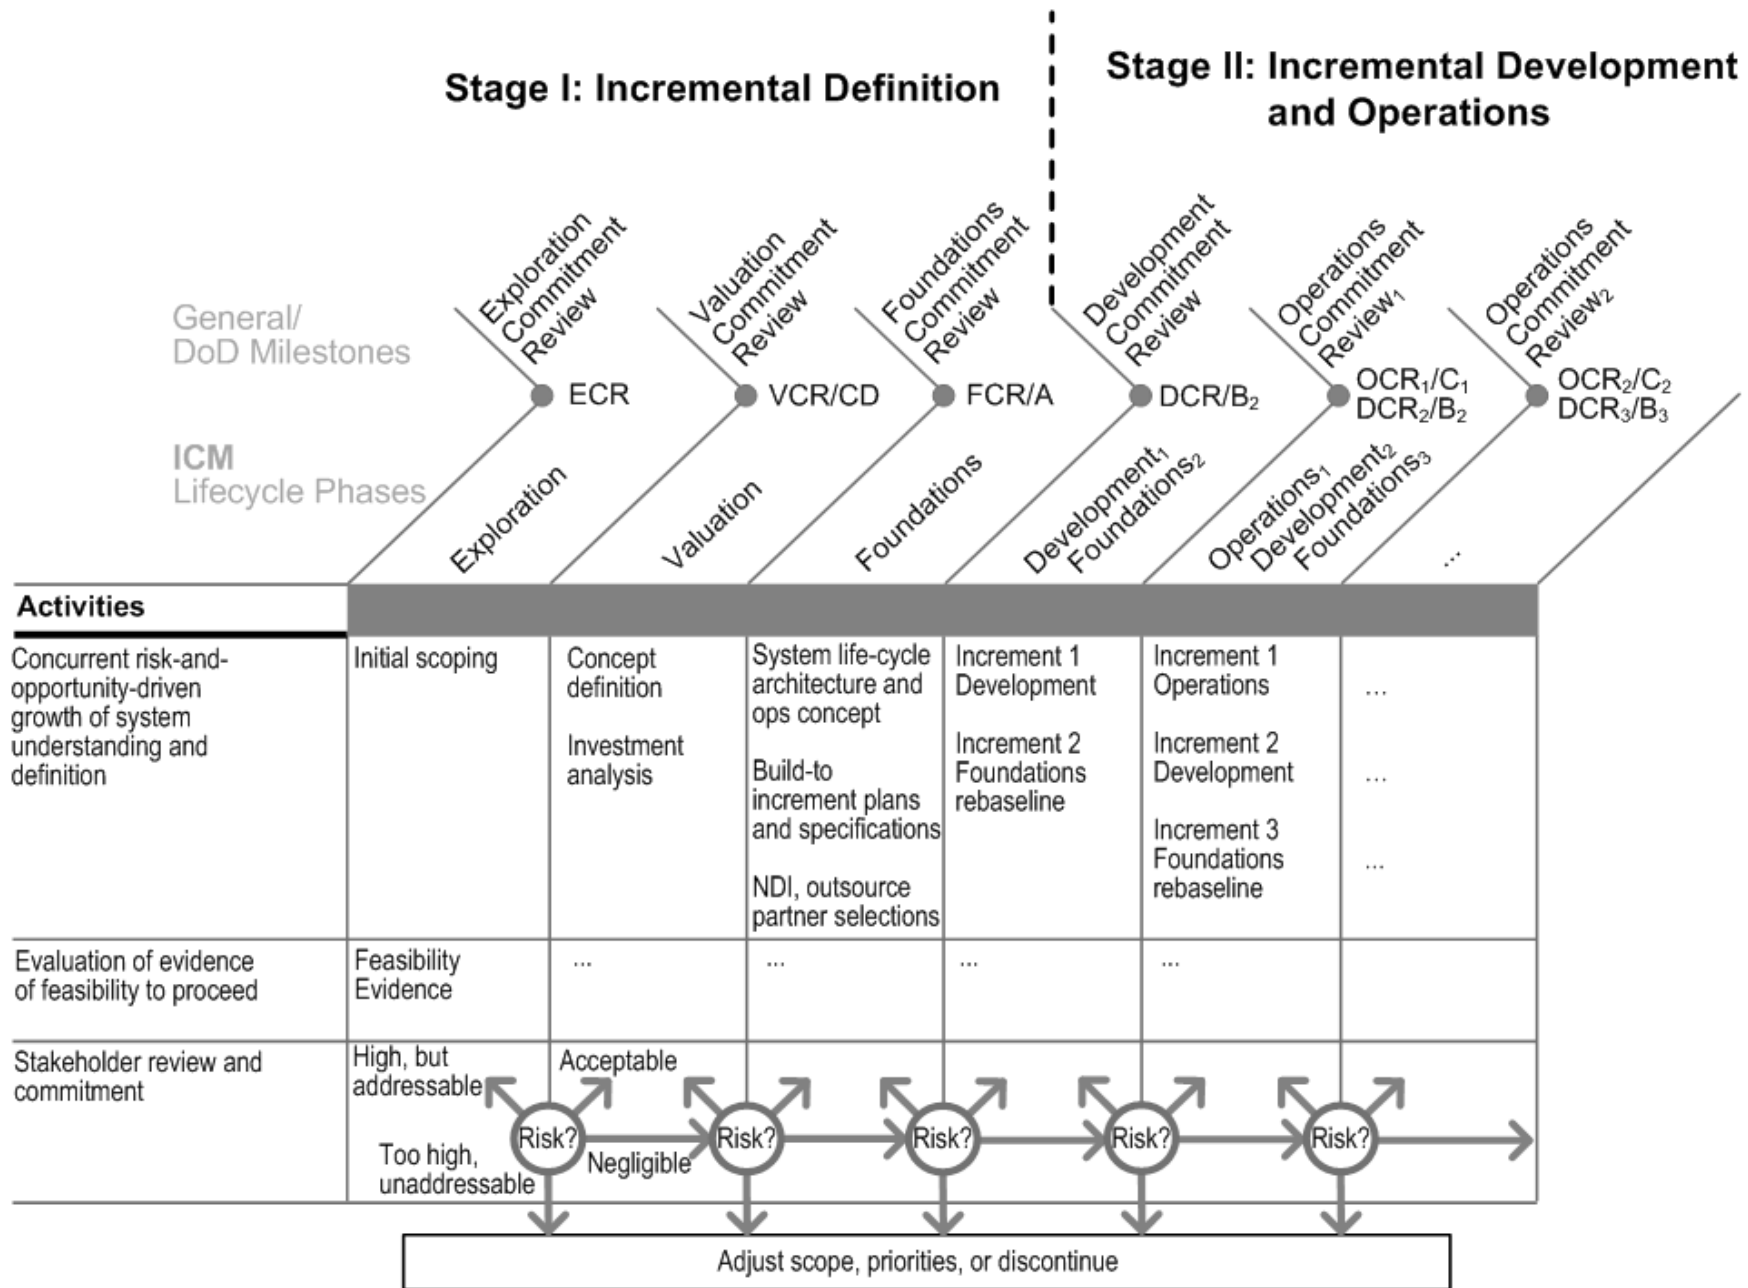 Stage I: Incremental Definition
Stage II: Incremental Development
and Operations
General/
DoD Milestones
Exploration
Commitment
Review
Valuation
Commitment
Review
Foundations
Commitment
Review
Development
Commitment
Review
Operations
Commitment
Review₁
Operations
Commitment
Review₂
ECR
VCR/CD
FCR/A
DCR/B₂
OCR₁/C₁
DCR₂/B₂
OCR₂/C₂
DCR₃/B₃
ICM
Lifecycle Phases
Exploration
Valuation
Foundations
Development₁
Foundations₂
Operations₁
Development₂
Foundations₃
...
Activities
Concurrent risk-and-
opportunity-driven
growth of system
understanding and
definition
Initial scoping
Concept
definition
Investment
analysis
System life-cycle
architecture and
ops concept
Build-to
increment plans
and specifications
NDI, outsource
partner selections
Increment 1
Development
Increment 2
Foundations
rebaseline
Increment 1
Operations
Increment 2
Development
Increment 3
Foundations
rebaseline
...
...
...
Evaluation of evidence
of feasibility to proceed
Feasibility
Evidence
...
...
...
...
Stakeholder review and
commitment
High, but
addressable
Acceptable
Too high,
unaddressable
Negligible
Risk?
Risk?
Risk?
Risk?
Risk?
Adjust scope, priorities, or discontinue